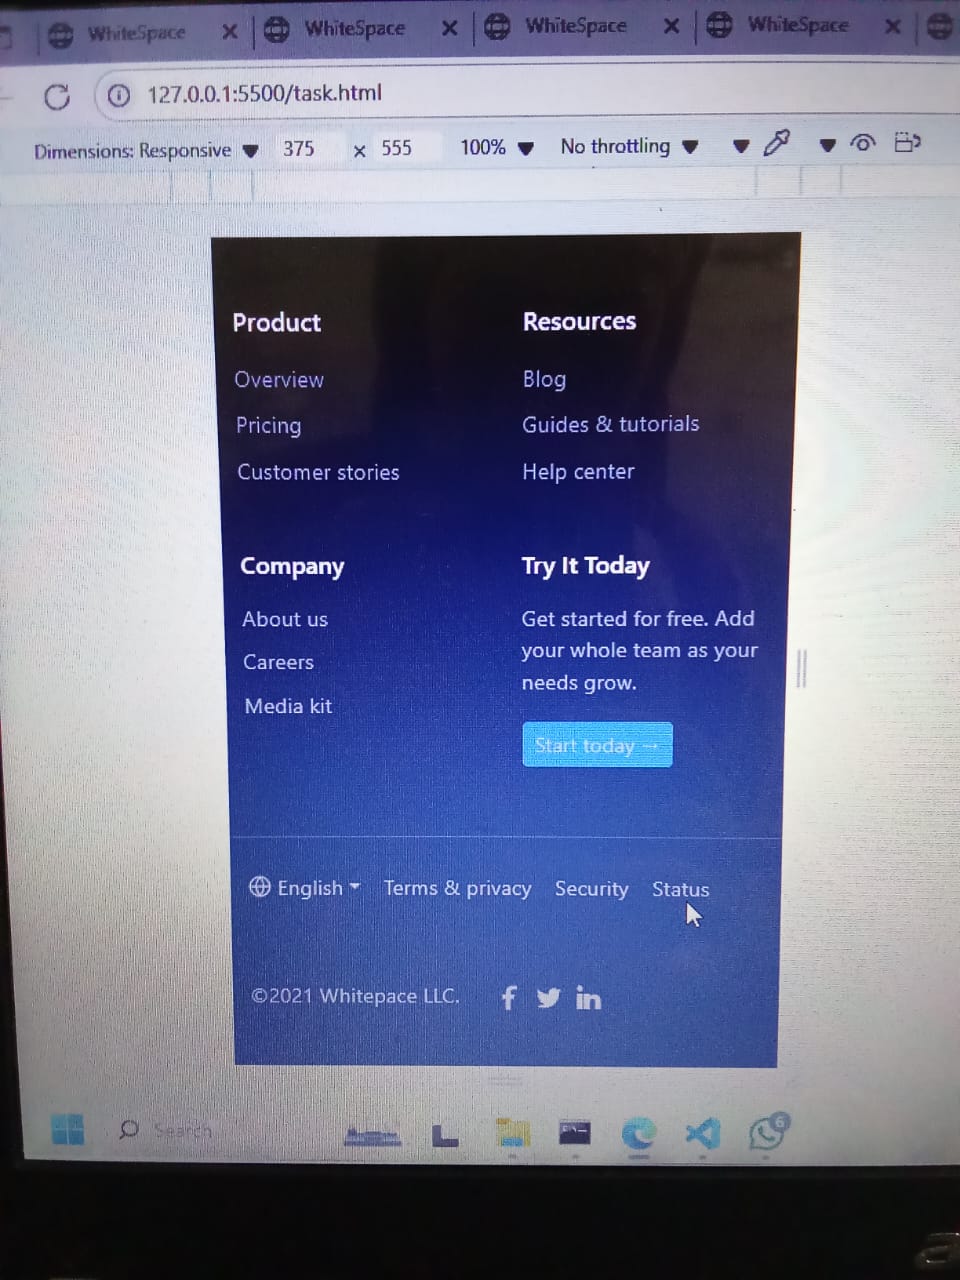 WhiteSpace WhiteSpace WhiteSpace WhiteSpace
127.0.0.1:5500/task.html
Dimensions: Responsive 375 x 555 100% No throttling
Product
Overview
Pricing
Customer stories
Resources
Blog
Guides & tutorials
Help center
Company
About us
Careers
Media kit
Try It Today
Get started for free. Add
your whole team as your
needs grow.
Start today →
English Terms & privacy Security Status
©2021 Whitepace LLC.
Search
6